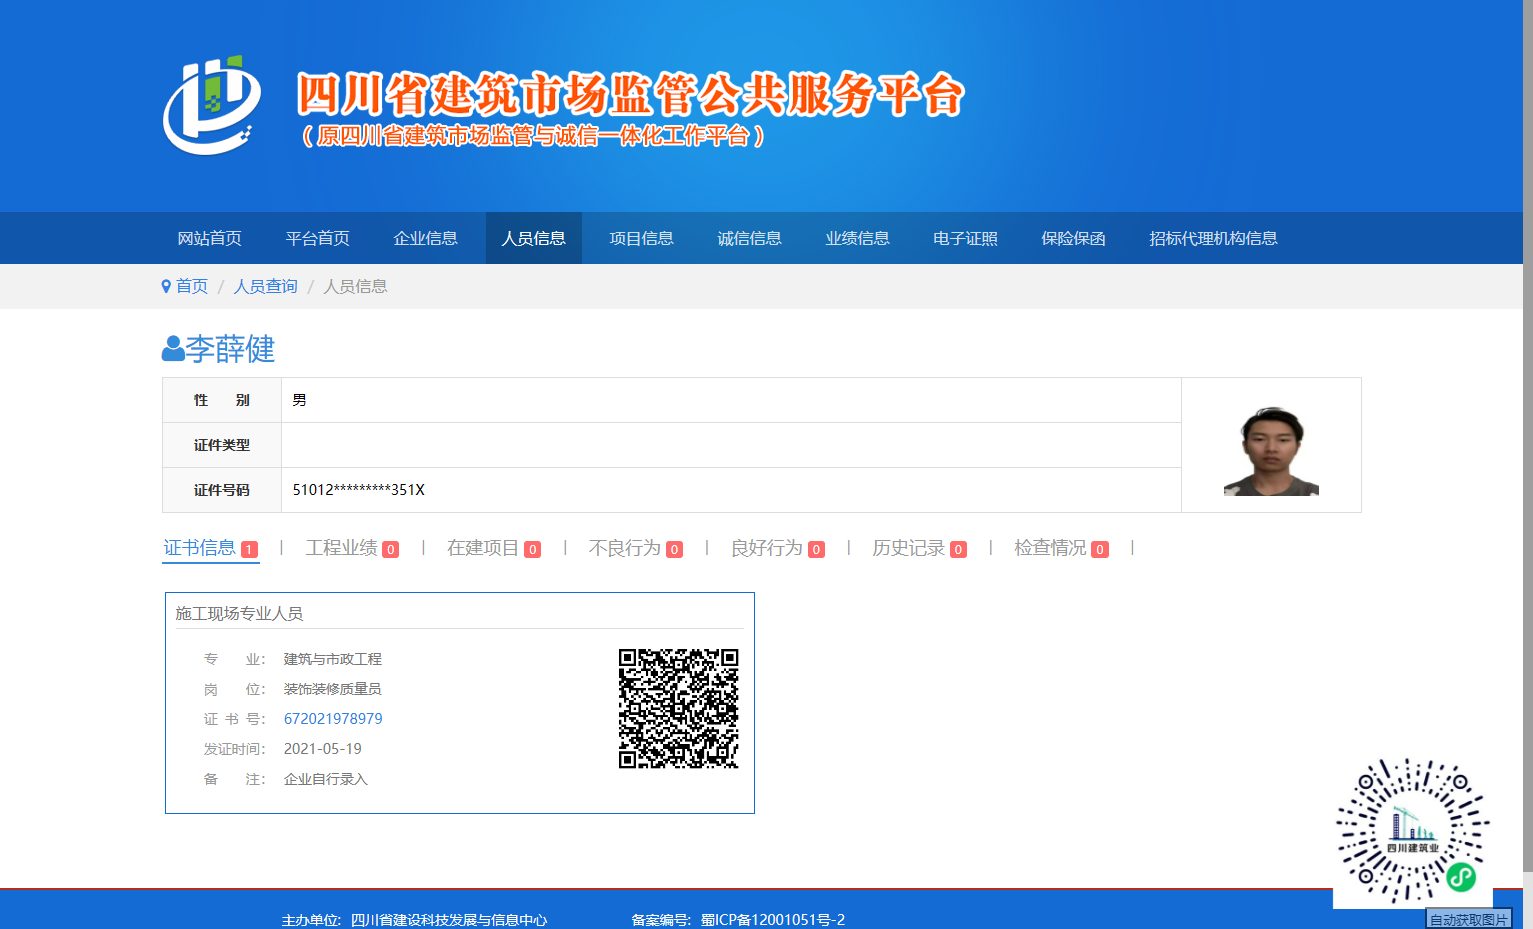 四川省建筑市场监管公共服务平台
（原四川省建筑市场监管与诚信一体化工作平台）
网站首页 平台首页 企业信息 人员信息 项目信息 诚信信息 业绩信息 电子证照 保险保函 招标代理机构信息
首页 / 人员查询 / 人员信息
李薛健
性 别 男
证件类型
证件号码 51012*********351X
证书信息 1 | 工程业绩 0 | 在建项目 0 | 不良行为 0 | 良好行为 0 | 历史记录 0 | 检查情况 0 |
施工现场专业人员
专 业： 建筑与市政工程
岗 位： 装饰装修质量员
证 书 号： 672021978979
发证时间： 2021-05-19
备 注： 企业自行录入
四川建筑业
主办单位：四川省建设科技发展与信息中心 备案编号：蜀ICP备12001051号-2
自动获取图片